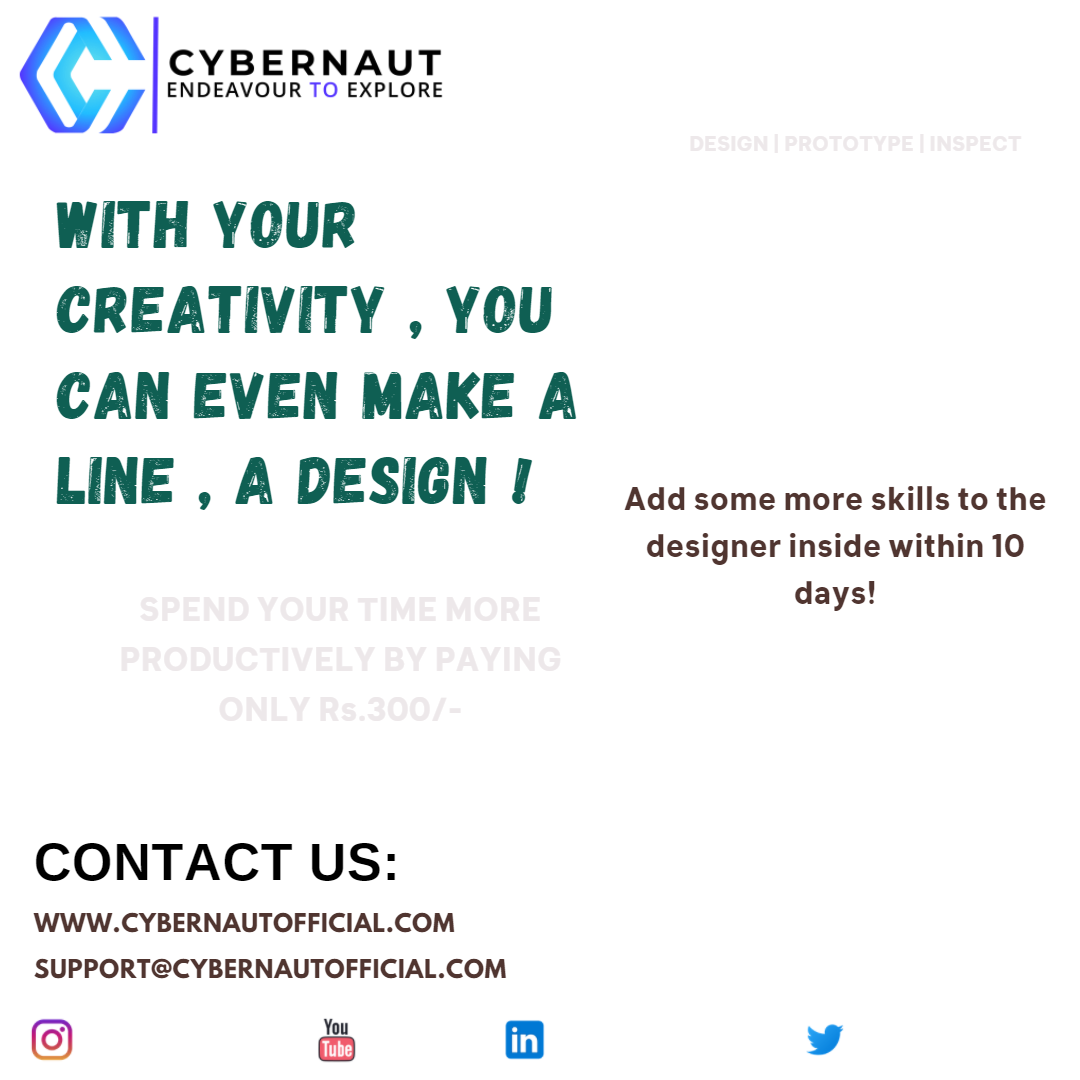 CYBERNAUT
ENDEAVOUR TO EXPLORE
DESIGN | PROTOTYPE | INSPECT
WITH YOUR
CREATIVITY , YOU
CAN EVEN MAKE A
LINE , A DESIGN !
Add some more skills to the
designer inside within 10
days!
SPEND YOUR TIME MORE
PRODUCTIVELY BY PAYING
ONLY Rs.300/-
CONTACT US:
WWW.CYBERNAUTOFFICIAL.COM
SUPPORT@CYBERNAUTOFFICIAL.COM
You
Tube
in